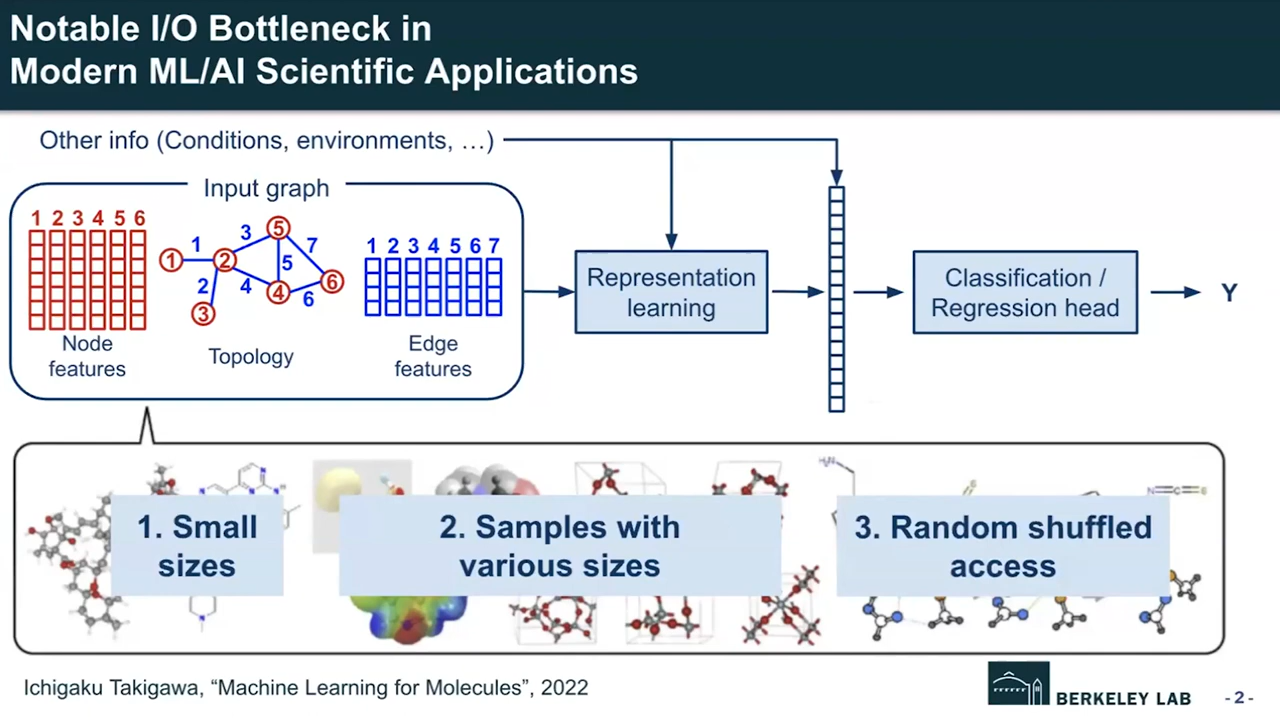 Notable I/O Bottleneck in
Modern ML/AI Scientific Applications
Other info (Conditions, environments, …)
Input graph
1 2 3 4 5 6
1
2
3
4
5
6
1
2
3
4
5
6
7
1 2 3 4 5 6 7
Node
features
Topology
Edge
features
Representation
learning
Classification /
Regression head
Y
1. Small
sizes
2. Samples with
various sizes
3. Random shuffled
access
Ichigaku Takigawa, “Machine Learning for Molecules”, 2022
BERKELEY LAB
- 2 -